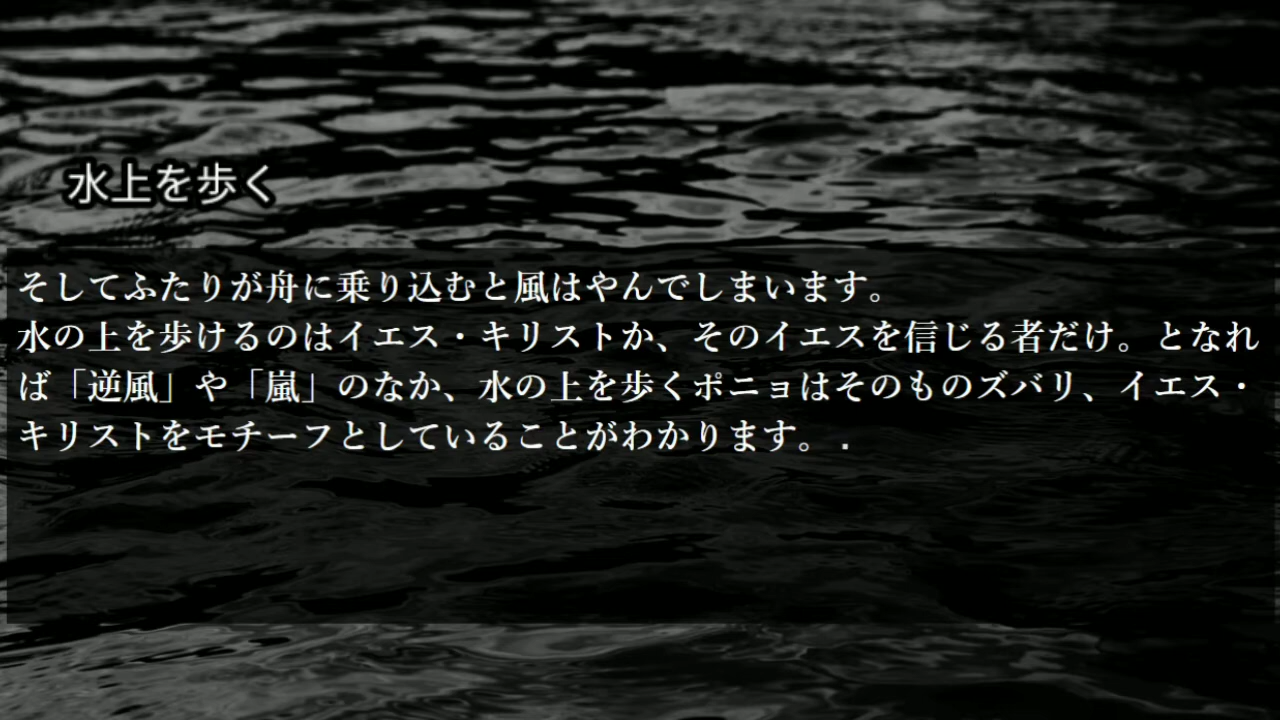 水上を歩く
そしてふたりが舟に乗り込むと風はやんでしまいます。
水の上を歩けるのはイエス・キリストか、そのイエスを信じる者だけ。となれ
ば「逆風」や「嵐」のなか、水の上を歩くポニョはそのものズバリ、イエス・
キリストをモチーフとしていることがわかります。.